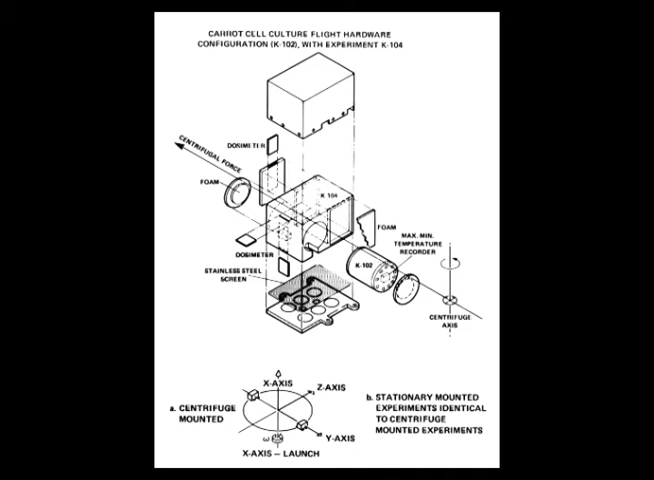 CARROT CELL CULTURE FLIGHT HARDWARE
CONFIGURATION (K-102), WITH EXPERIMENT K-104
CENTRIFUGAL FORCE
DOSIMETER
FOAM
K 104
FOAM
MAX. MIN.
TEMPERATURE
RECORDER
DOSIMETER
K-102
STAINLESS STEEL
SCREEN
CENTRIFUGE
AXIS
X-AXIS
Z-AXIS
a. CENTRIFUGE
MOUNTED
b. STATIONARY MOUNTED
EXPERIMENTS IDENTICAL
TO CENTRIFUGE
MOUNTED EXPERIMENTS
ω
Y-AXIS
X-AXIS – LAUNCH